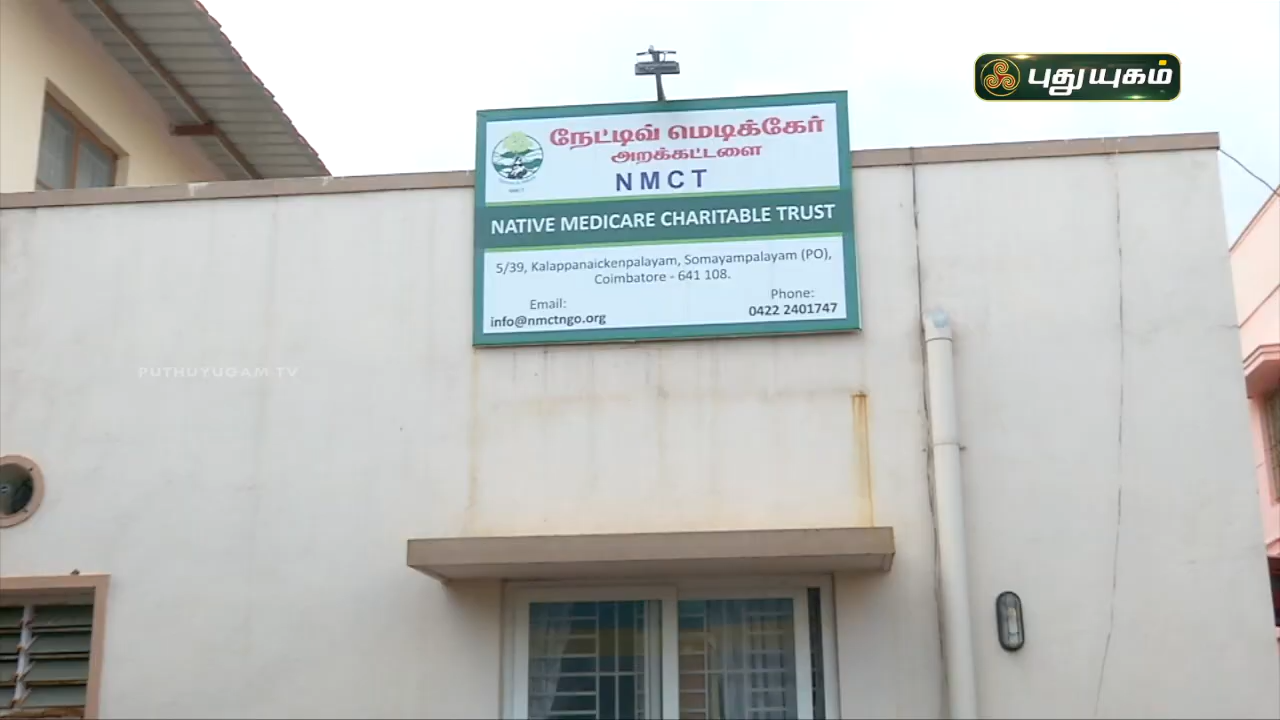 புதுயுகம்
நேட்டிவ் மெடிக்கேர்
அறக்கட்டளை
NMCT
NMCT
NATIVE MEDICARE CHARITABLE TRUST
5/39, Kalappanaickenpalayam, Somayampalayam (PO),
Coimbatore - 641 108.
Email:
info@nmctngo.org
Phone:
0422 2401747
PUTHUYUGAM TV